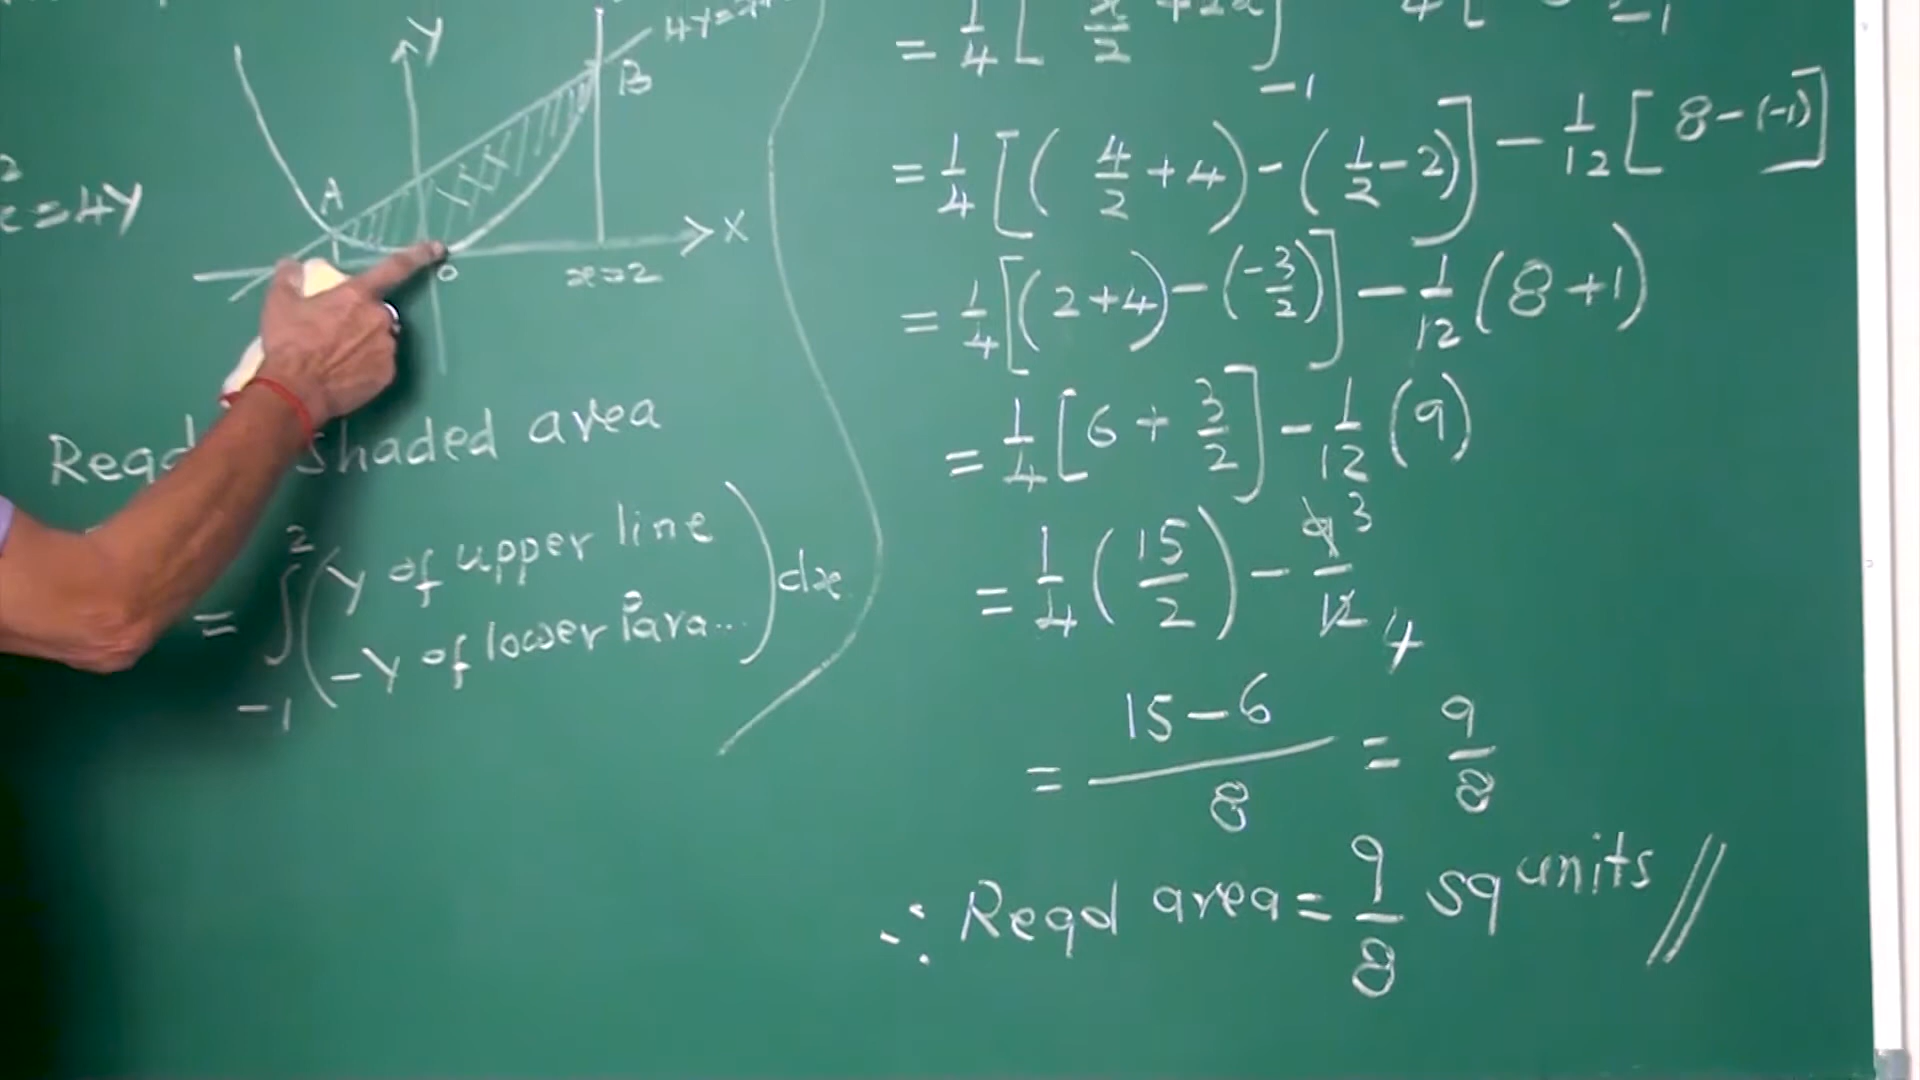 Y
4Y=x+
B
A
x²=4Y
X
0
x=2
Reqd shaded area
= ∫₋₁² ( Y of upper line
-Y of lower Para... ) dx
= 1/4 [ x²/2 +2x ]₋₁
= 1/4 [ ( 4/2 + 4 ) - ( 1/2 - 2 ) ] - 1/12 [ 8-(-1) ]
= 1/4 [ (2+4) - (-3/2) ] - 1/12 (8+1)
= 1/4 [ 6 + 3/2 ] - 1/12 (9)
= 1/4 ( 15/2 ) - 9 3/12 4
= 15-6/8 = 9/8
∴ Reqd area = 9/8 sq units //